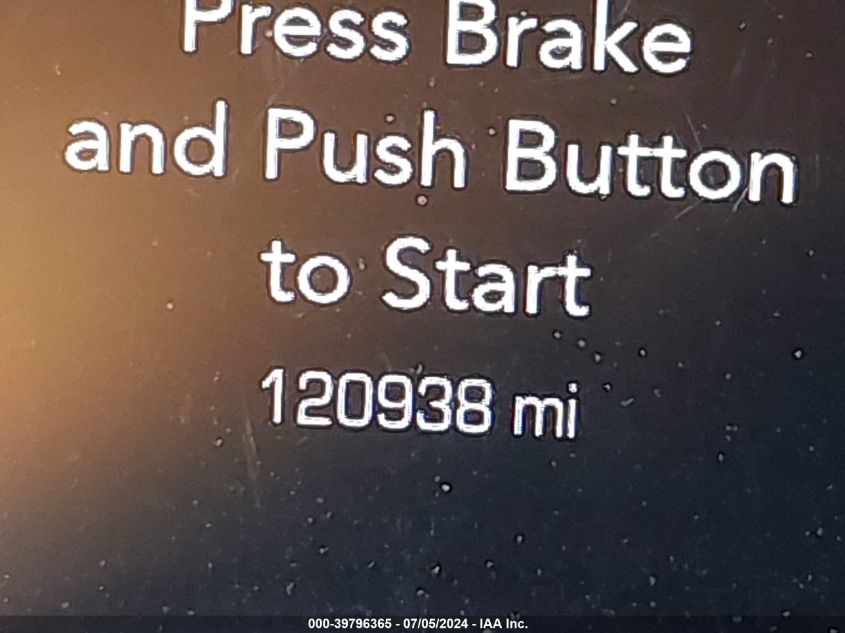 Press Brake
and Push Button
to Start
120938 mi
000-39796365 - 07/05/2024 - IAA Inc.